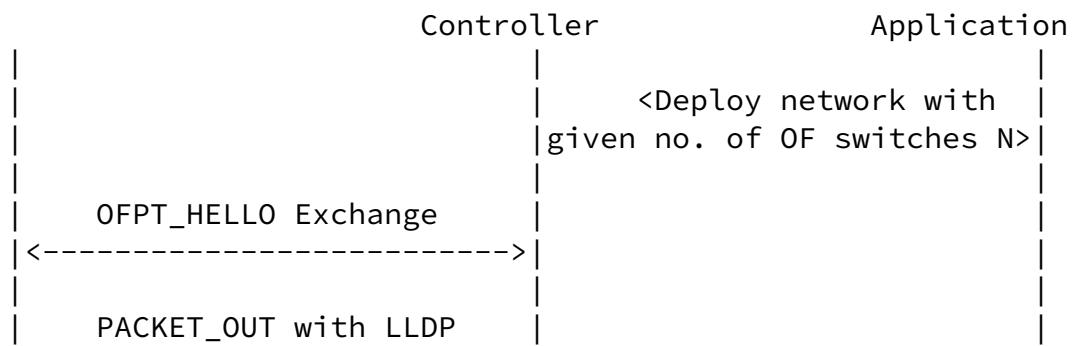 Controller Application
<Deploy network with
given no. of OF switches N>
OFPT_HELLO Exchange
PACKET_OUT with LLDP